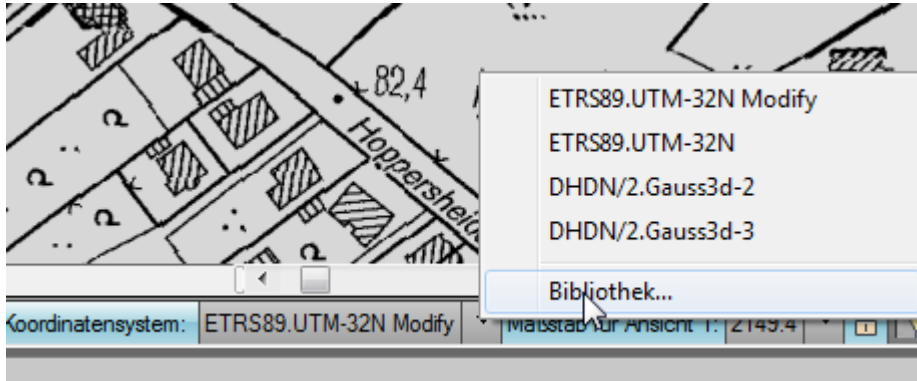 82,4
Hoppersheid
ETRS89.UTM-32N Modify
ETRS89.UTM-32N
DHDN/2.Gauss3d-2
DHDN/2.Gauss3d-3
Bibliothek...
Koordinatensystem: ETRS89.UTM-32N Modify Maßstab für Ansicht 1: 2149.4